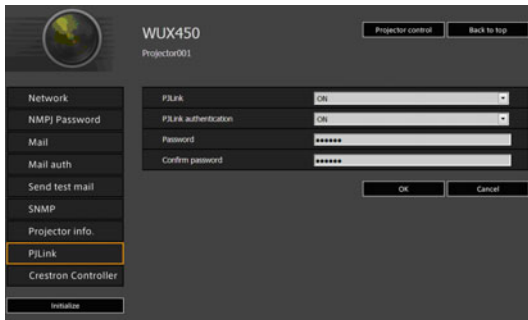 WUX450
Projector001
Projector control
Back to top
Network
NMPJ Password
Mail
Mail auth
Send test mail
SNMP
Projector info.
PJLink
Crestron Controller
Initialize
PJLink ON
PJLink authentication ON
Password ●●●●●●
Confirm password ●●●●●●
OK
Cancel